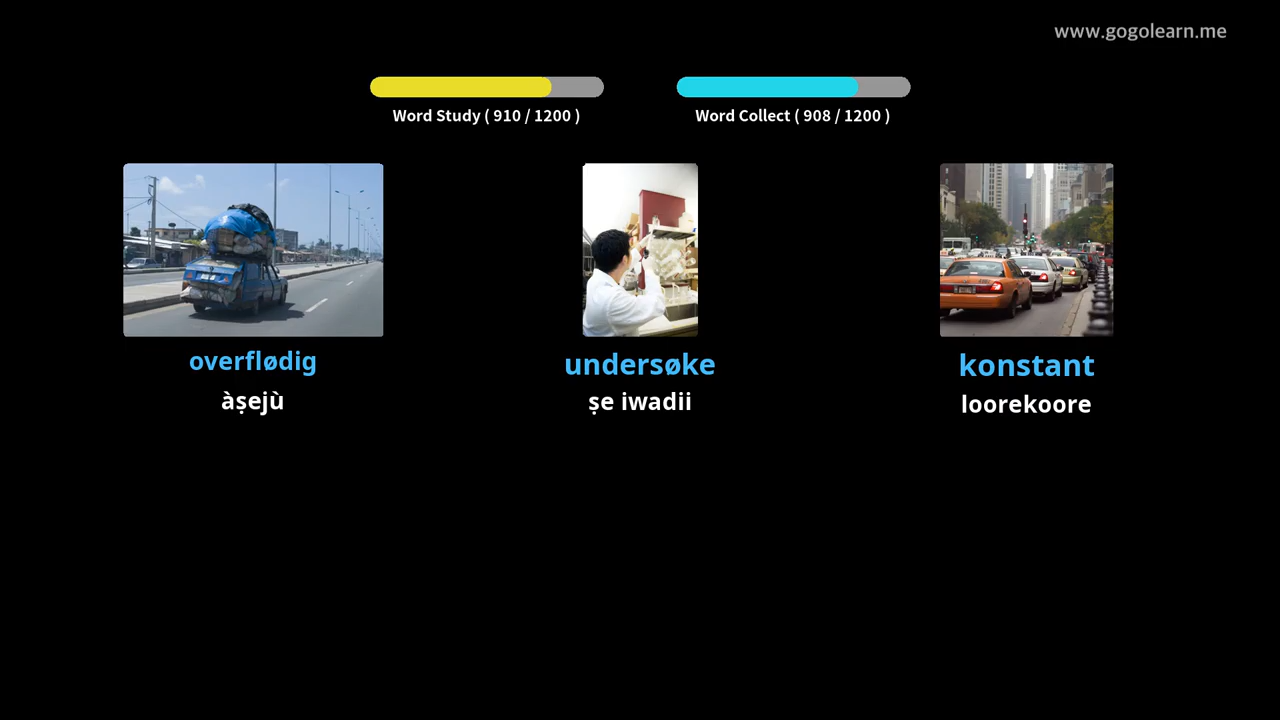 www.gogolearn.me
Word Study ( 910 / 1200 )
Word Collect ( 908 / 1200 )
overflødig
undersøke
konstant
àṣejù
ṣe iwadii
loorekoore